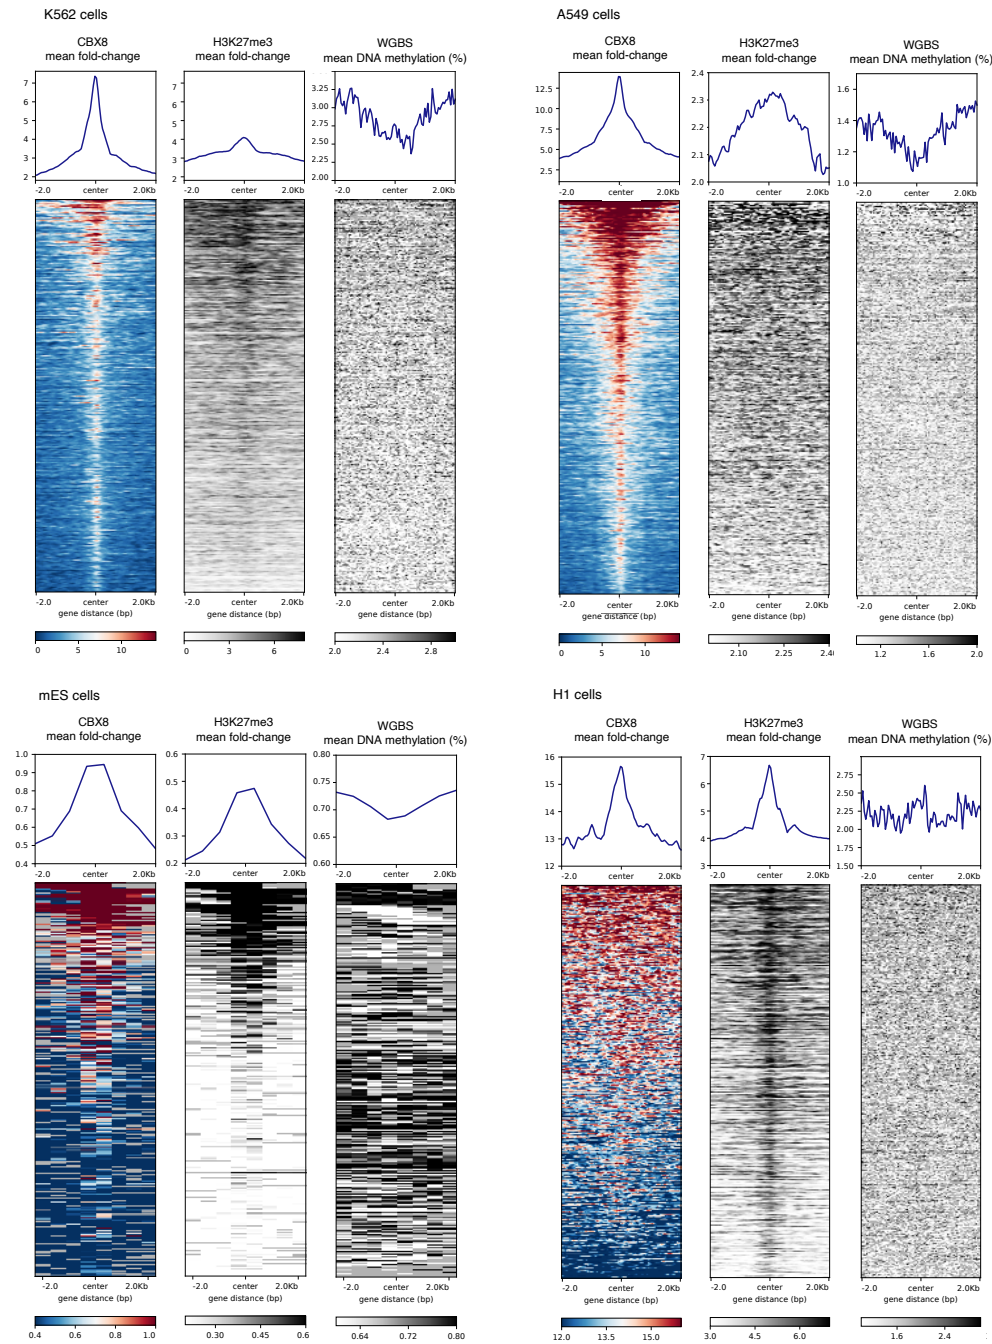 K562 cells
A549 cells
CBX8
mean fold-change
H3K27me3
mean fold-change
WGBS
mean DNA methylation (%)
CBX8
mean fold-change
H3K27me3
mean fold-change
WGBS
mean DNA methylation (%)
7
6
5
4
3
2
7
6
5
4
3
2
3.25
3.00
2.75
2.50
2.25
2.00
12.5
10.0
7.5
5.0
2.5
2.4
2.3
2.2
2.1
2.0
1.6
1.4
1.2
1.0
-2.0 center 2.0Kb
-2.0 center 2.0Kb
-2.0 center 2.0Kb
-2.0 center 2.0Kb
-2.0 center 2.0Kb
-2.0 center 2.0Kb
-2.0 center 2.0Kb
gene distance (bp)
-2.0 center 2.0Kb
gene distance (bp)
-2.0 center 2.0Kb
gene distance (bp)
-2.0 center 2.0Kb
gene distance (bp)
-2.0 center 2.0Kb
gene distance (bp)
-2.0 center 2.0Kb
gene distance (bp)
0 5 10
0 3 6
2.0 2.4 2.8
0 5 10
2.10 2.25
1.2 1.6 2.0
mES cells
H1 cells
CBX8
mean fold-change
H3K27me3
mean fold-change
WGBS
mean DNA methylation (%)
CBX8
mean fold-change
H3K27me3
mean fold-change
WGBS
mean DNA methylation (%)
1.0
0.9
0.8
0.7
0.6
0.5
0.4
0.6
0.5
0.4
0.3
0.2
0.80
0.75
0.70
0.65
0.60
16
15
14
13
12
7
6
5
4
3
2.75
2.50
2.25
2.00
1.75
1.50
-2.0 center 2.0Kb
-2.0 center 2.0Kb
-2.0 center 2.0Kb
-2.0 center 2.0Kb
-2.0 center 2.0Kb
-2.0 center 2.0Kb
-2.0 center 2.0Kb
gene distance (bp)
-2.0 center 2.0Kb
gene distance (bp)
-2.0 center 2.0Kb
gene distance (bp)
-2.0 center 2.0Kb
gene distance (bp)
-2.0 center 2.0Kb
gene distance (bp)
-2.0 center 2.0Kb
gene distance (bp)
0.4 0.6 0.8 1.0
0.30 0.45 0.6
0.64 0.72 0.80
12.0 13.5 15.0
3.0 4.5 6.0
1.6 2.4